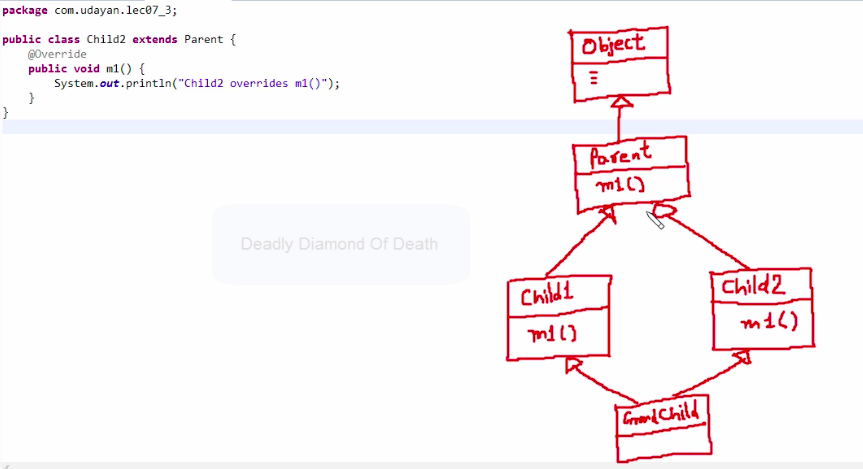 package com.udayan.lec07_3;
public class Child2 extends Parent {
@Override
public void m1() {
System.out.println("Child2 overrides m1()");
}
}
Deadly Diamond Of Death
Object
Parent
m1()
Child1
m1()
Child2
m1()
GrandChild